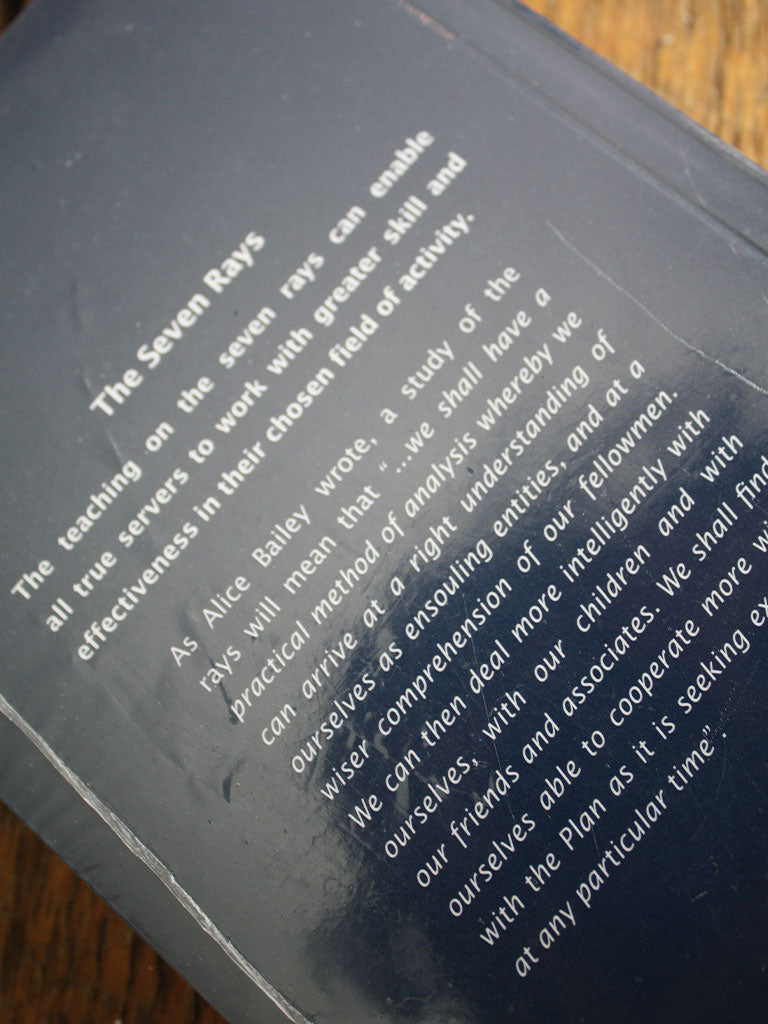 The Seven Rays
The teaching on the seven rays can enable
all true servers to work with greater skill and
effectiveness in their chosen field of activity.
As Alice Bailey wrote, a study of the
rays will mean that “ ...we shall have a
practical method of analysis whereby we
can arrive at a right understanding of
ourselves as ensouling entities, and at a
wiser comprehension of our fellowmen.
We can then deal more intelligently with
ourselves, with our children and with
our friends and associates. We shall find
ourselves able to cooperate more
with the Plan as it is seeking
at any particular time”.